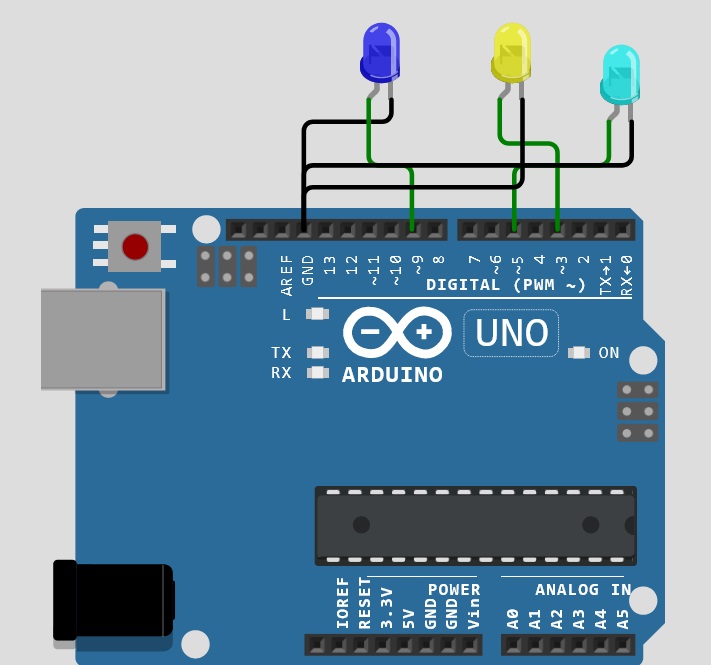 AREF
GND
13
12
~11
~10
~9
8
7
~6
~5
4
~3
2
TX→1
RX←0
DIGITAL (PWM ~)
L
TX
RX
UNO
ON
ARDUINO
IOREF
RESET
3.3V
5V
GND
GND
Vin
POWER
ANALOG IN
A0
A1
A2
A3
A4
A5